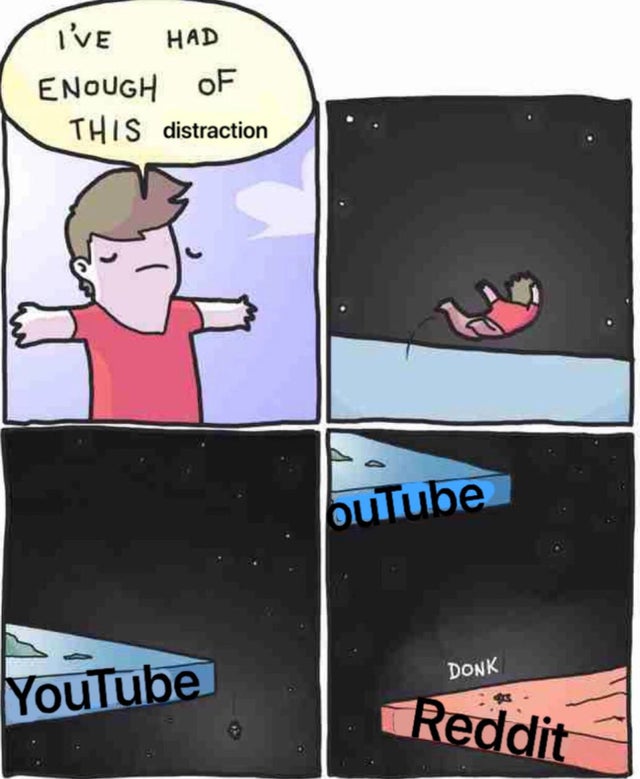 I'VE HAD
ENOUGH OF
THIS distraction
YouTube
ouTube
DONK
Reddit